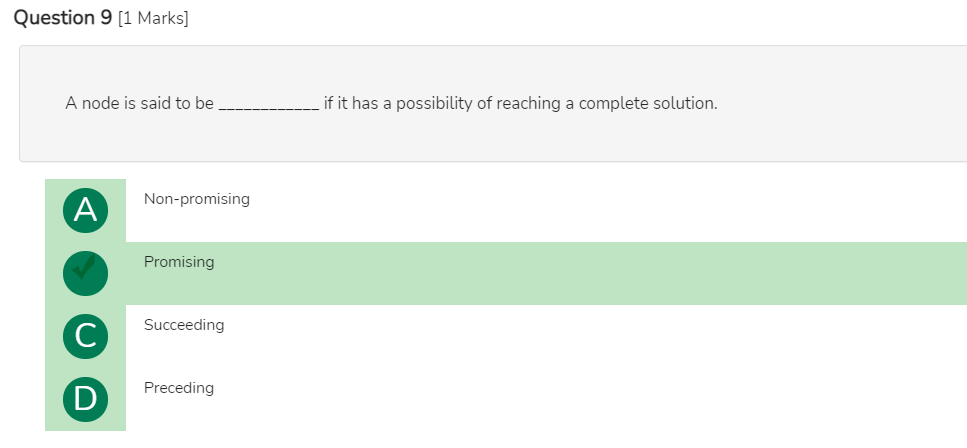 Question 9 [1 Marks]
A node is said to be ____________ if it has a possibility of reaching a complete solution.
A Non-promising
Promising
C Succeeding
D Preceding